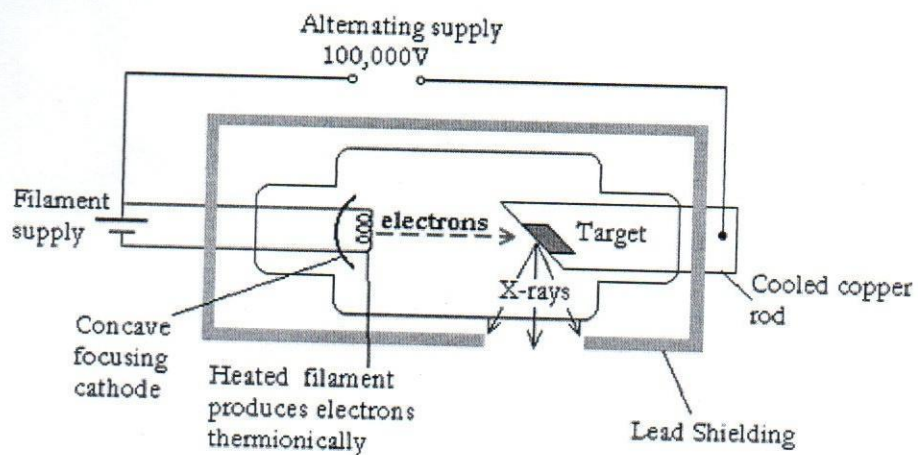 Alternating supply
100,000V
Filament
supply
electrons
Target
X-rays
Cooled copper
rod
Concave
focusing
cathode
Heated filament
produces electrons
thermionically
Lead Shielding